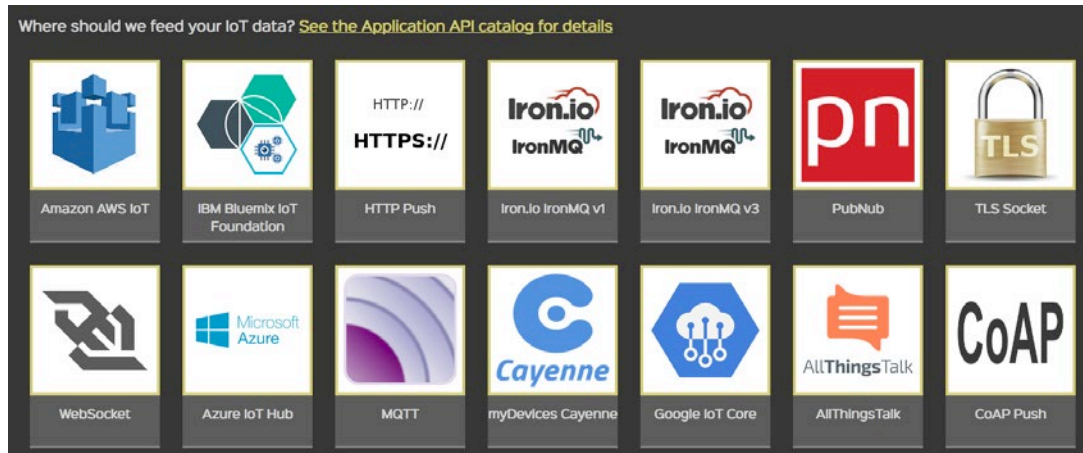 Where should we feed your IoT data? See the Application API catalog for details
HTTP://
HTTPS://
Iron.io
IronMQ
Iron.io
IronMQ
pn
TLS
Amazon AWS IoT
IBM Bluemix IoT
Foundation
HTTP Push
Iron.io IronMQ v1
Iron.io IronMQ v3
PubNub
TLS Socket
Microsoft
Azure
Cayenne
AllThingsTalk
CoAP
WebSocket
Azure IoT Hub
MQTT
myDevices Cayenne
Google IoT Core
AllThingsTalk
CoAP Push